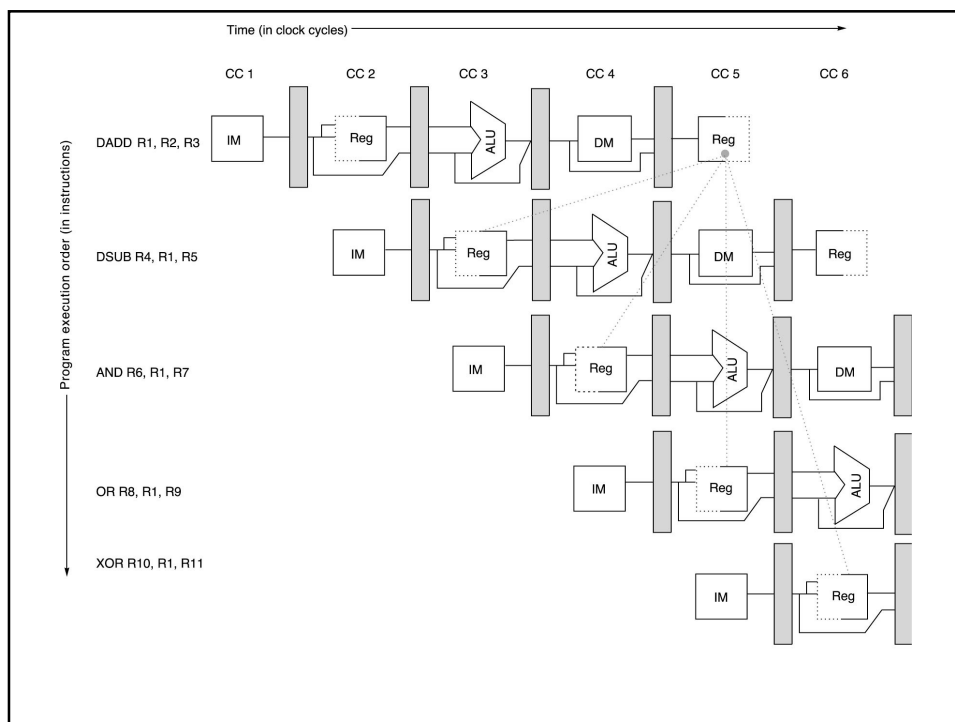 Time (in clock cycles)
CC 1 CC 2 CC 3 CC 4 CC 5 CC 6
Program execution order (in instructions)
DADD R1, R2, R3
IM Reg ALU DM Reg
DSUB R4, R1, R5
IM Reg ALU DM Reg
AND R6, R1, R7
IM Reg ALU DM
OR R8, R1, R9
IM Reg ALU
XOR R10, R1, R11
IM Reg